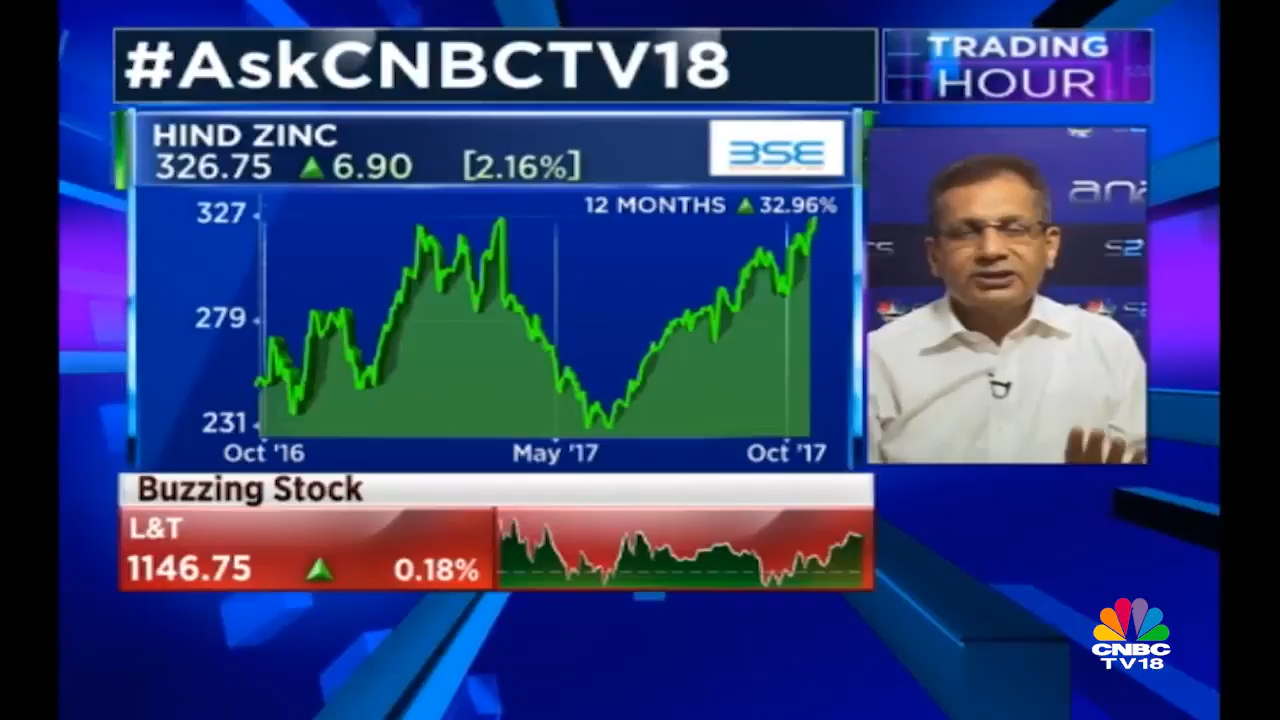 #AskCNBCTV18
TRADING
HOUR
HIND ZINC
326.75 ▲ 6.90 [2.16%]
BSE
12 MONTHS ▲ 32.96%
327
279
231
Oct '16 May '17 Oct '17
ana
Buzzing Stock
L&T
1146.75 ▲ 0.18%
CNBC
TV18